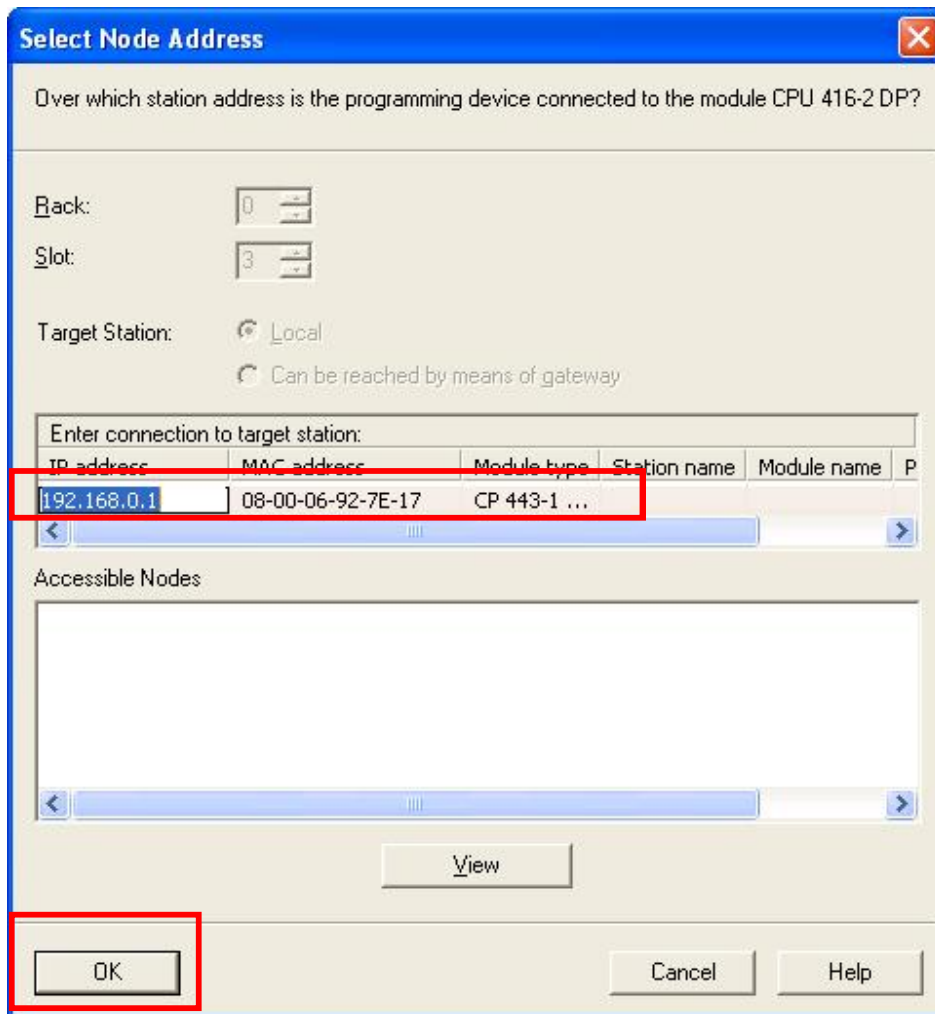 Select Node Address
Over which station address is the programming device connected to the module CPU 416-2 DP?
Rack: 0
Slot: 3
Target Station: Local
Can be reached by means of gateway
Enter connection to target station:
IP address MAC address Module type Station name Module name P
192.168.0.1 08-00-06-92-7E-17 CP 443-1 ...
Accessible Nodes
View
OK Cancel Help